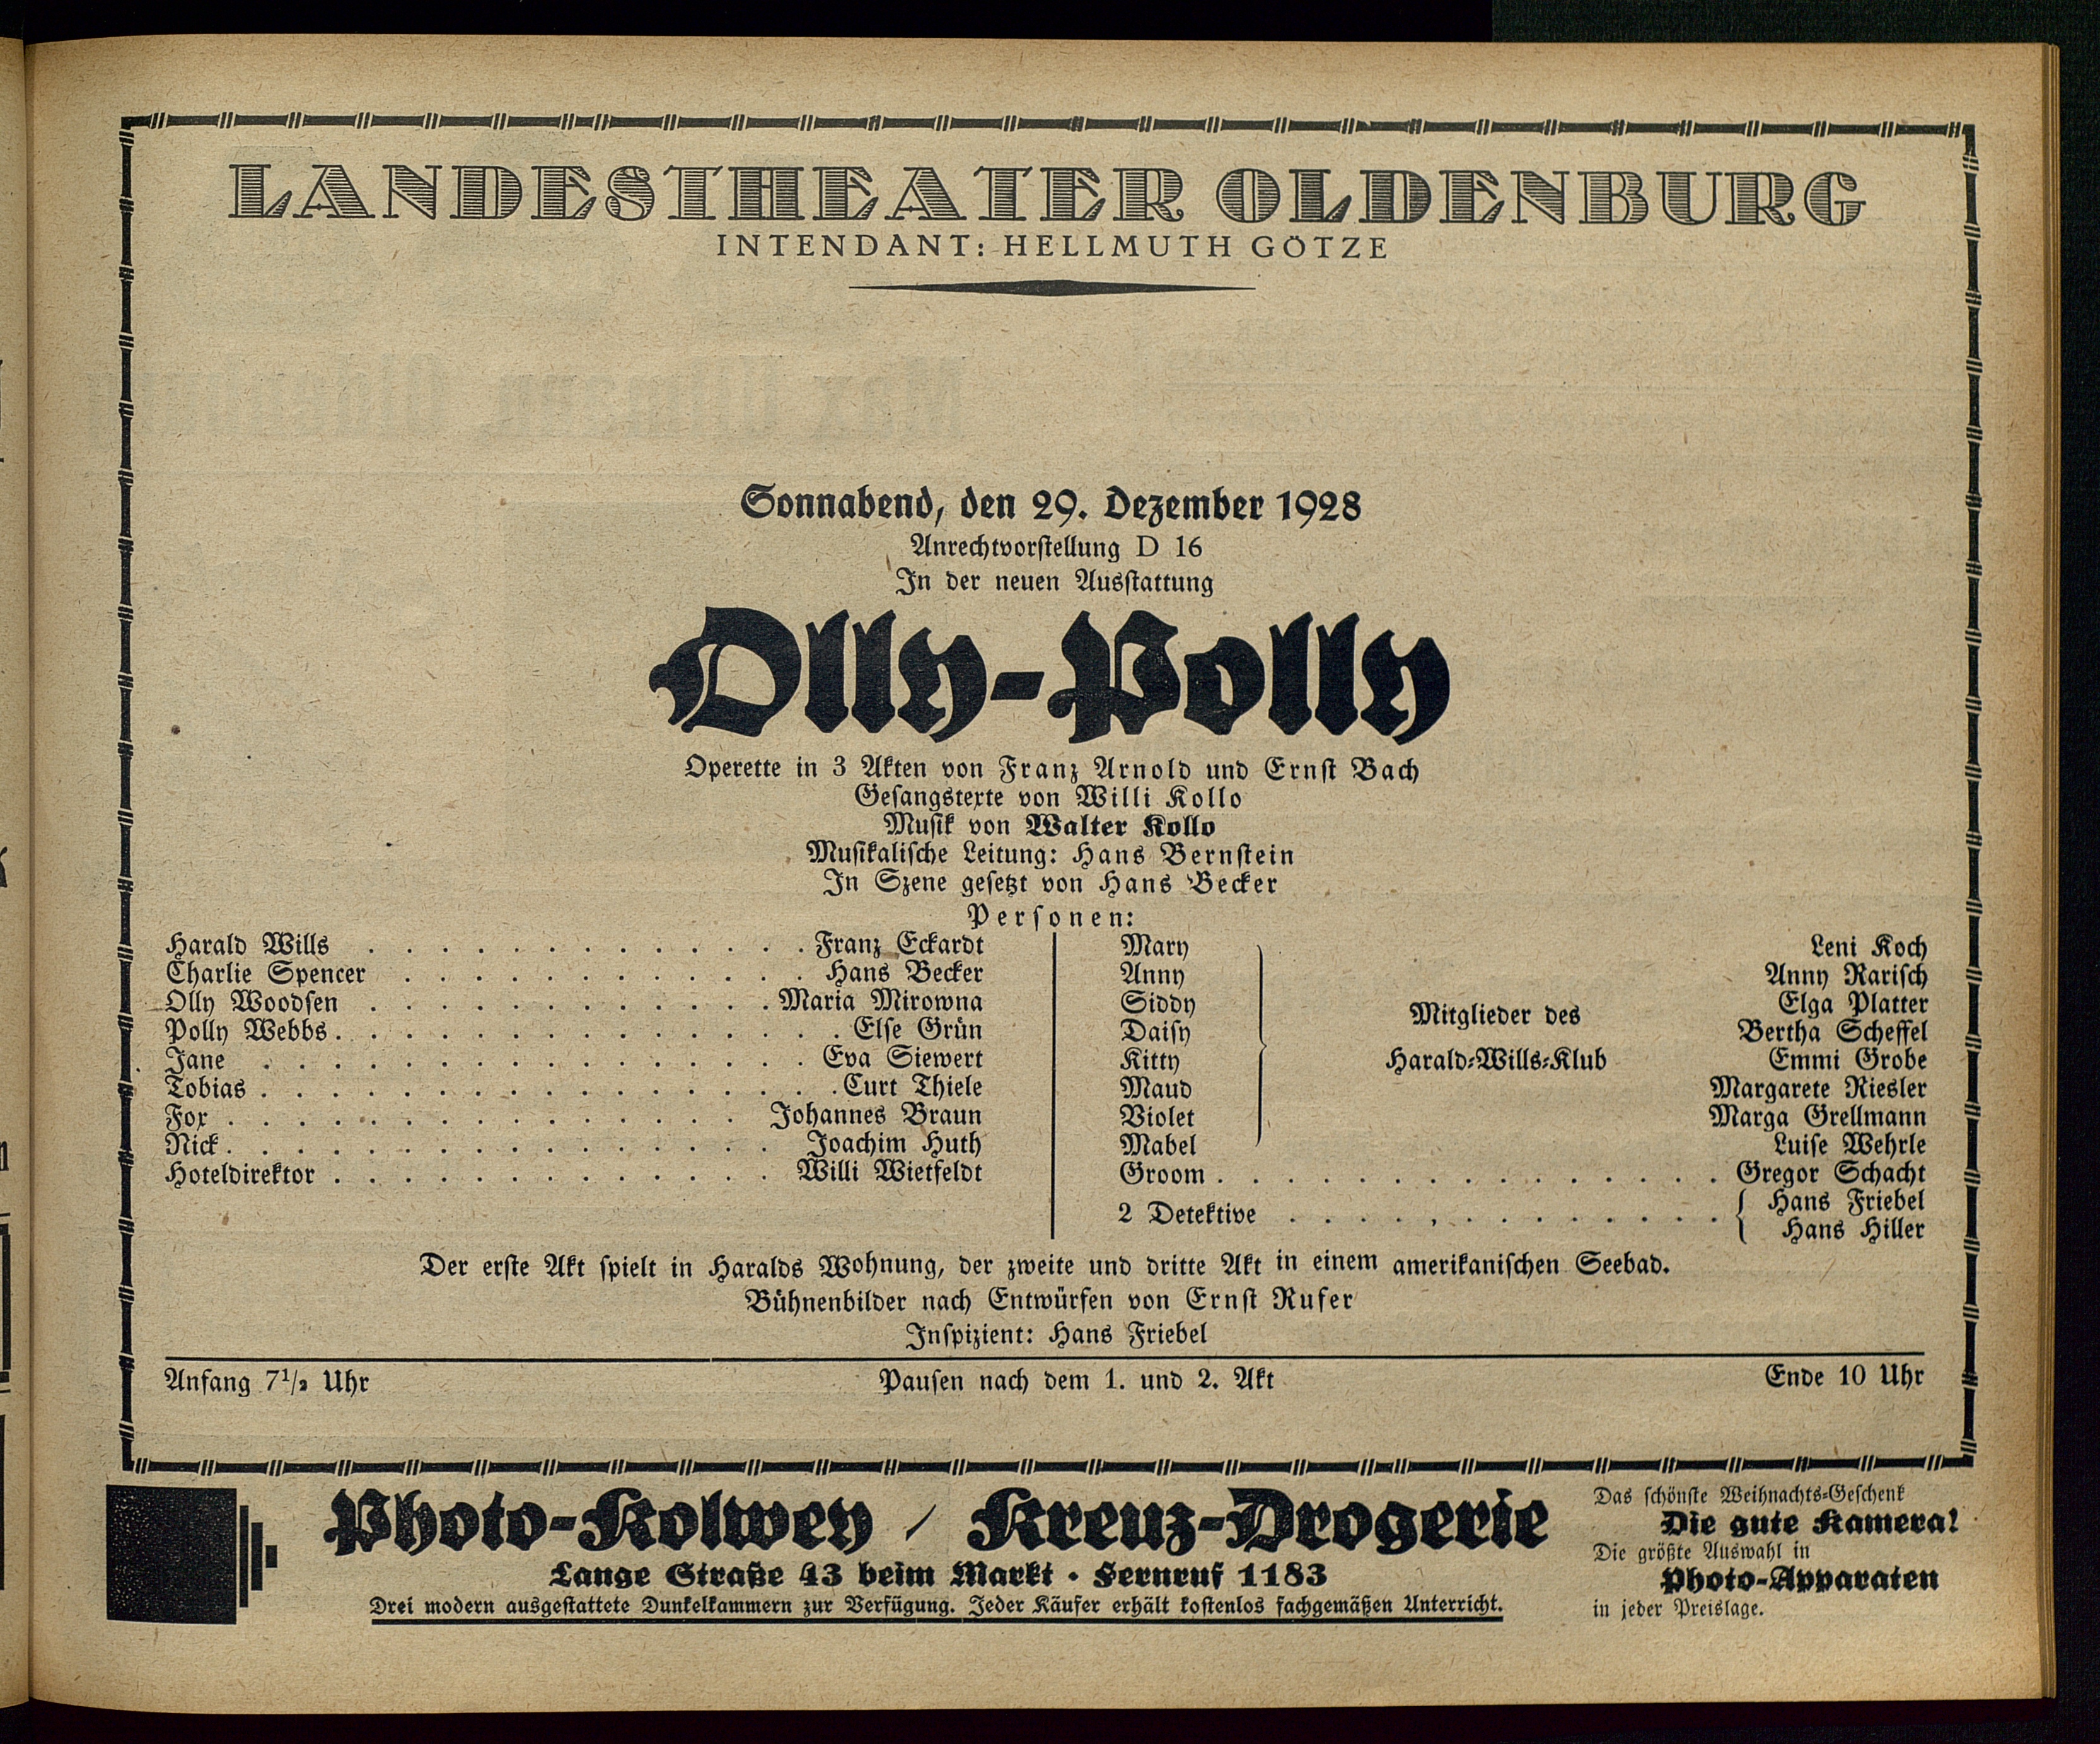 LANDESTHEATER OLDENBURG
INTENDANT: HELLMUTH GÖTZE
Sonnabend, den 29. Dezember 1928
Anrechtvorstellung D 16
In der neuen Ausstattung
Olly-Polly
Operette in 3 Akten von Franz Arnold und Ernst Bach
Gesangstexte von Willi Kollo
Musik von Walter Kollo
Musikalische Leitung: Hans Bernstein
In Szene gesetzt von Hans Becker
Personen:
Harald Wills . . . . . . . . . . . . . Franz Eckardt
Charlie Spencer . . . . . . . . . . . . Hans Becker
Olly Woodsen . . . . . . . . . . . . Maria Mirowna
Polly Webbs . . . . . . . . . . . . . . . Else Grün
Jane . . . . . . . . . . . . . . . . Eva Siewert
Tobias . . . . . . . . . . . . . . . . . Curt Thiele
Fox . . . . . . . . . . . . . . . Johannes Braun
Nick . . . . . . . . . . . . . . . . Joachim Huth
Hoteldirektor . . . . . . . . . . . . . Willi Wietfeldt
Mary Leni Koch
Anny Anny Rarisch
Siddy Elga Platter
Mitglieder des
Daisy Bertha Scheffel
Kitty Harald-Wills-Klub Emmi Grobe
Maud Margarete Riesler
Violet Marga Grellmann
Mabel Luise Wehrle
Groom . . . . . . . . . . . . . . . Gregor Schacht
2 Detektive . . . . . . . . . . . . . { Hans Friebel
Hans Hiller
Der erste Akt spielt in Haralds Wohnung, der zweite und dritte Akt in einem amerikanischen Seebad.
Bühnenbilder nach Entwürfen von Ernst Rufer
Inspizient: Hans Friebel
Anfang 7½ Uhr Pausen nach dem 1. und 2. Akt Ende 10 Uhr
Photo-Kolwey / Kreuz-Drogerie
Lange Straße 43 beim Markt · Fernruf 1183
Drei modern ausgestattete Dunkelkammern zur Verfügung. Jeder Käufer erhält kostenlos fachgemäßen Unterricht.
Das schönste Weihnachts-Geschenk
Die gute Kamera!
Die größte Auswahl in
Photo-Apparaten
in jeder Preislage.